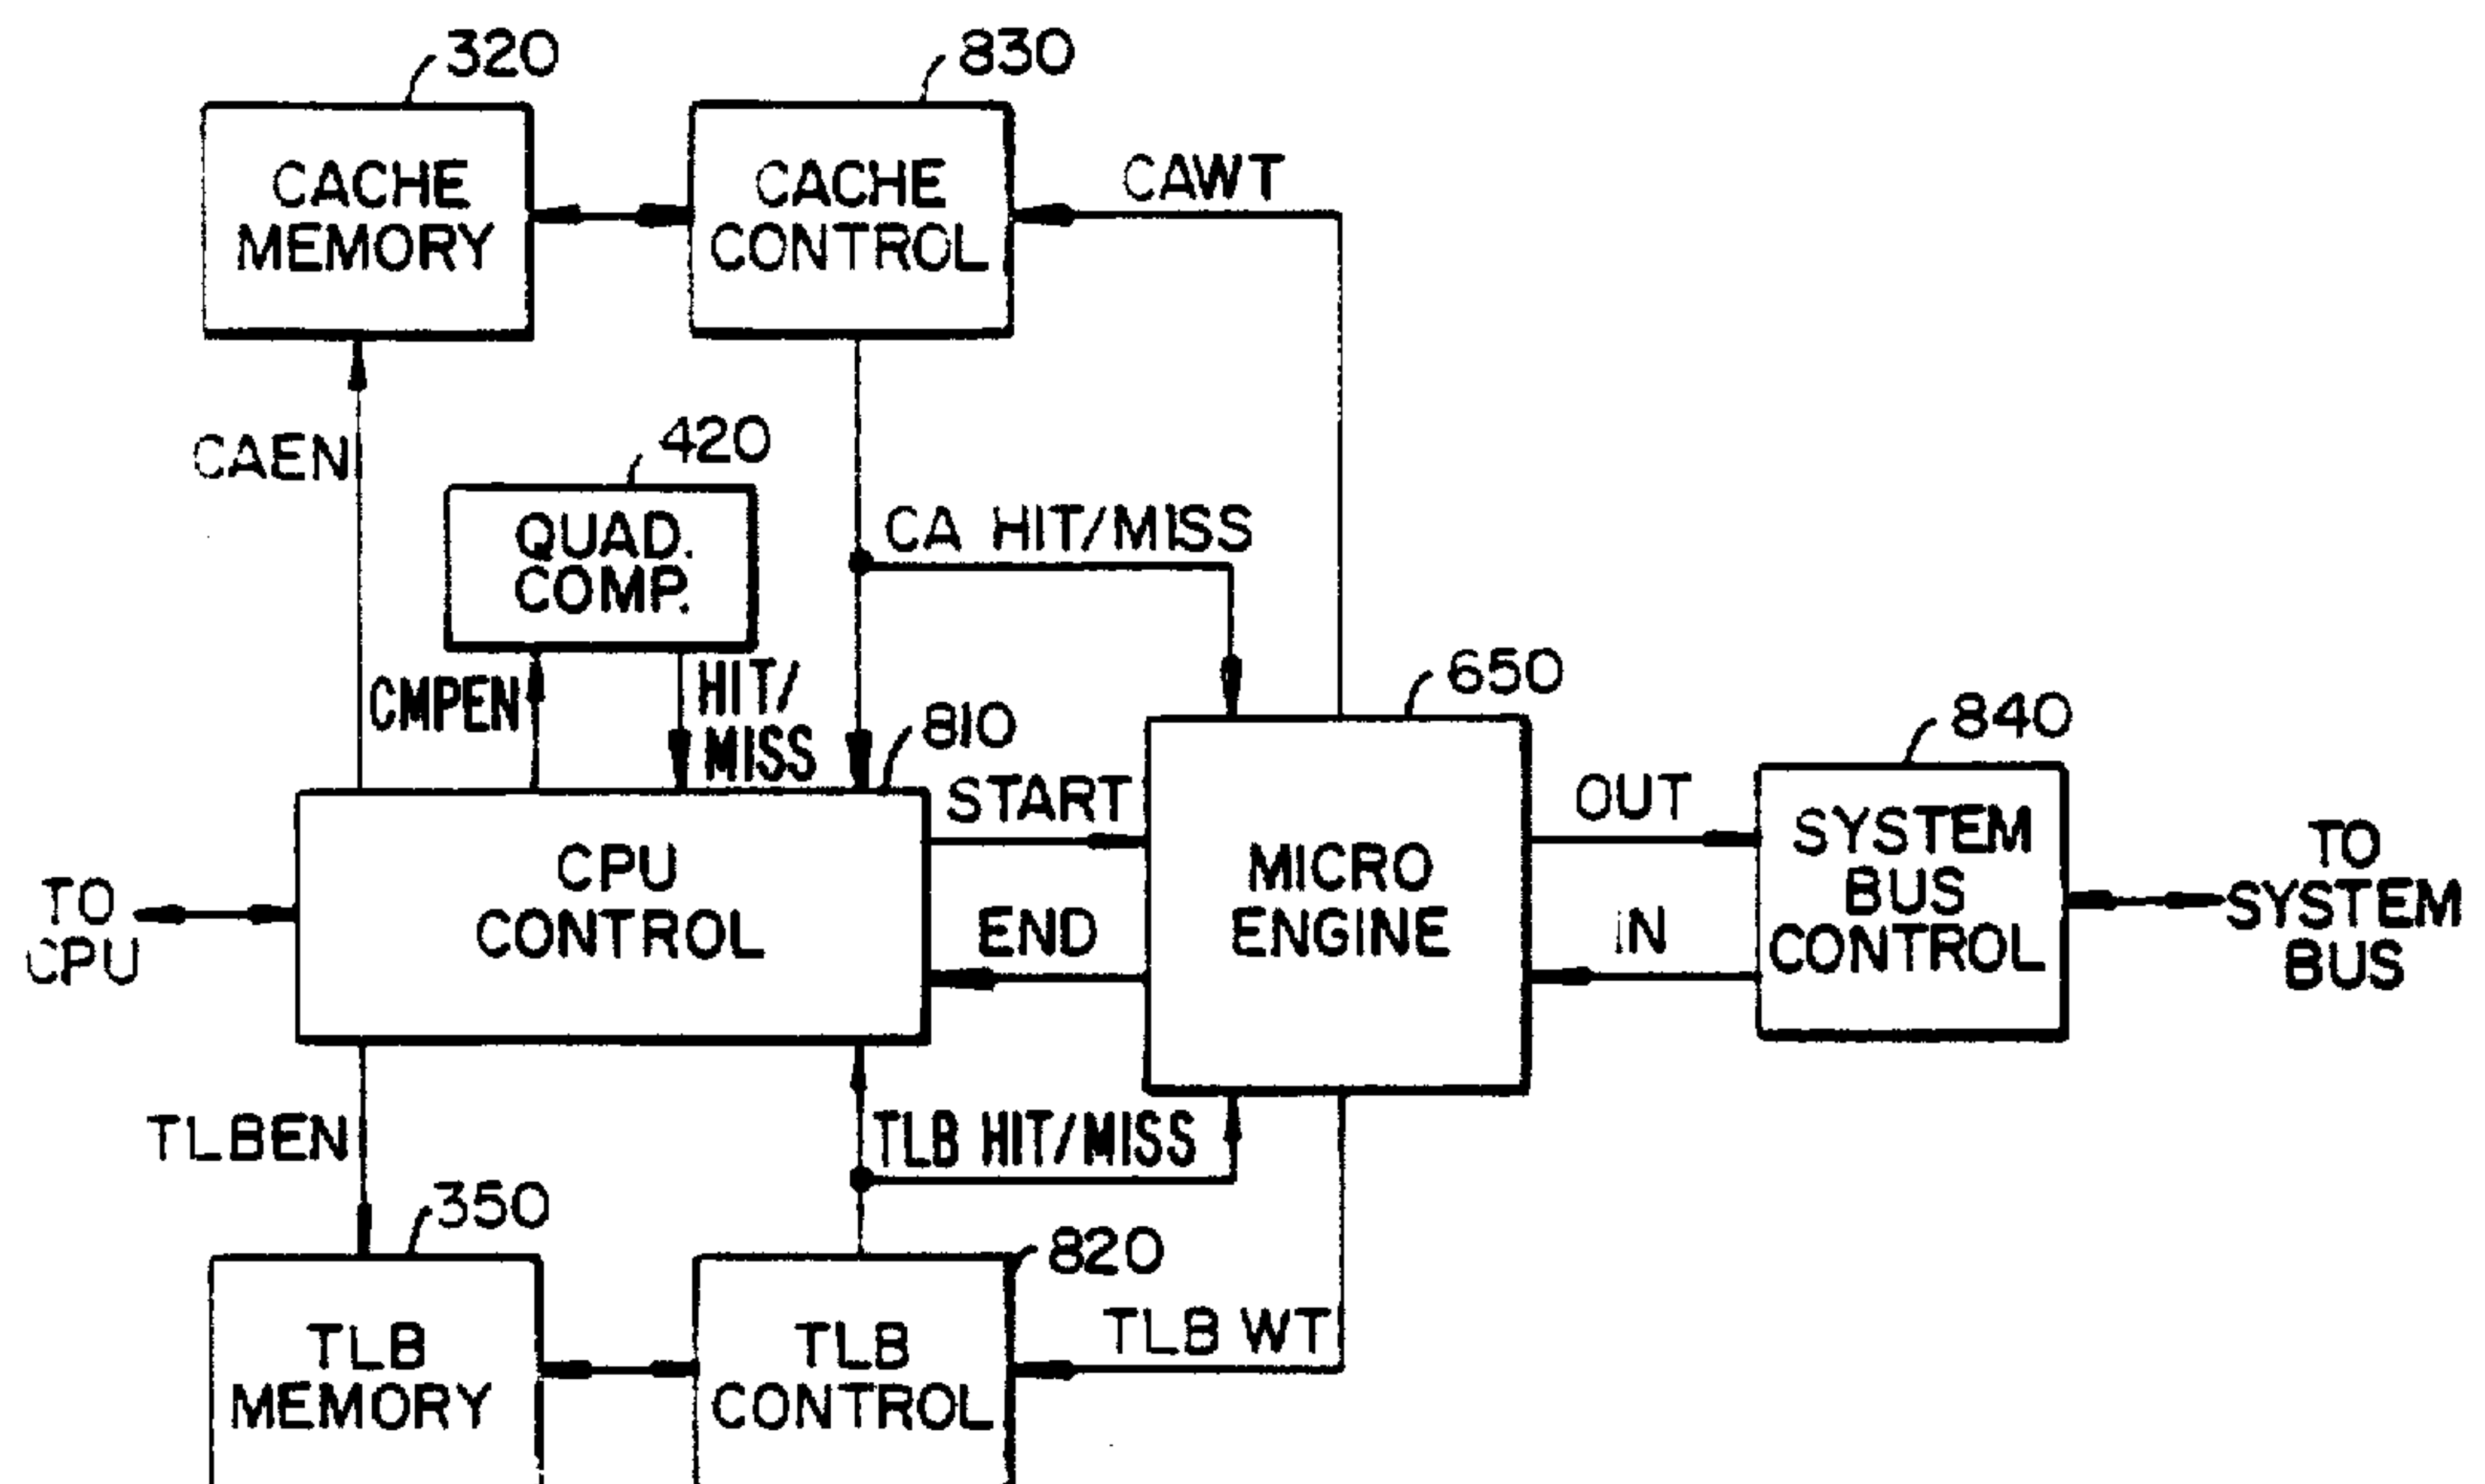 320
830
CACHE
MEMORY
CACHE
CONTROL
CAWT
CAEN
420
QUAD.
COMP.
CA HIT/MISS
CMPEN
HIT/
MISS
810
650
840
START
OUT
CPU
CONTROL
MICRO
ENGINE
SYSTEM
BUS
CONTROL
TO
CPU
END
IN
TO
SYSTEM
BUS
TLBEN
TLB HIT/MISS
350
820
TLB
MEMORY
TLB
CONTROL
TLB WT